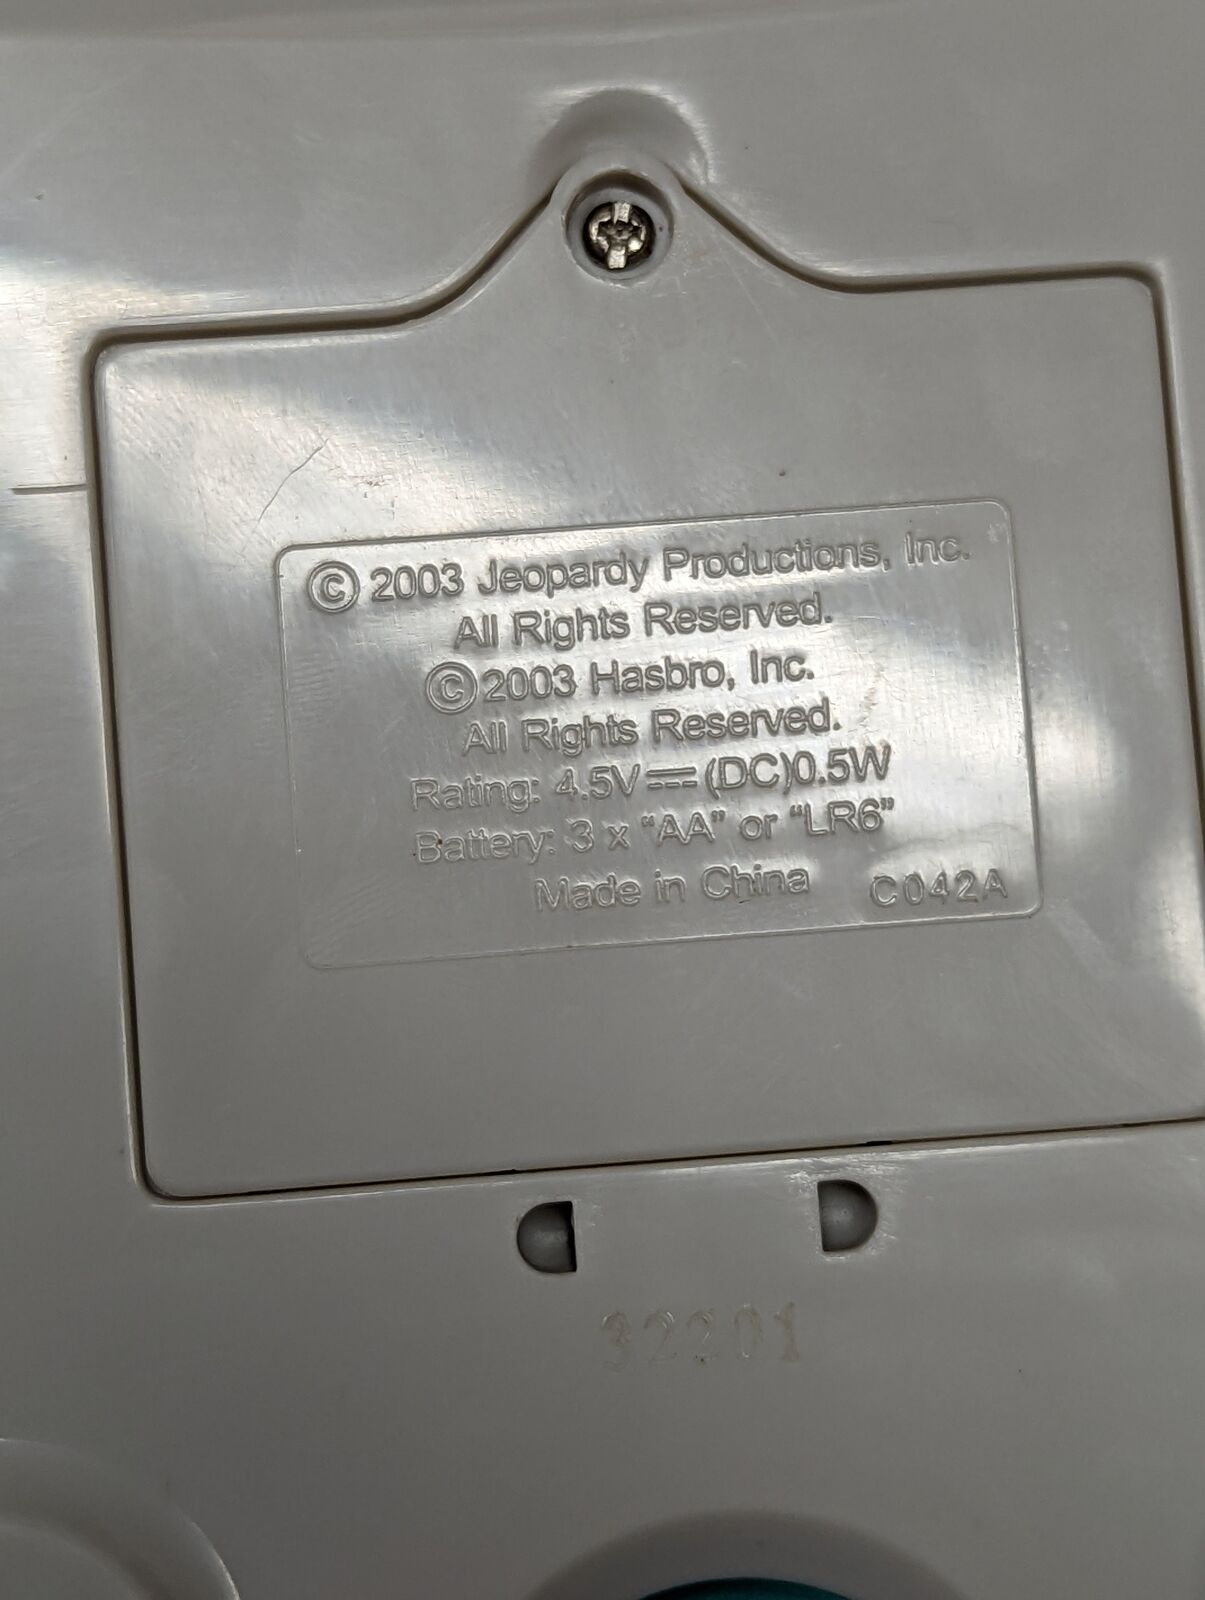 © 2003 Jeopardy Productions, Inc.
All Rights Reserved.
© 2003 Hasbro, Inc.
All Rights Reserved.
Rating: 4.5V⎓(DC)0.5W
Battery: 3 x "AA" or "LR6"
Made in China C042A
32201